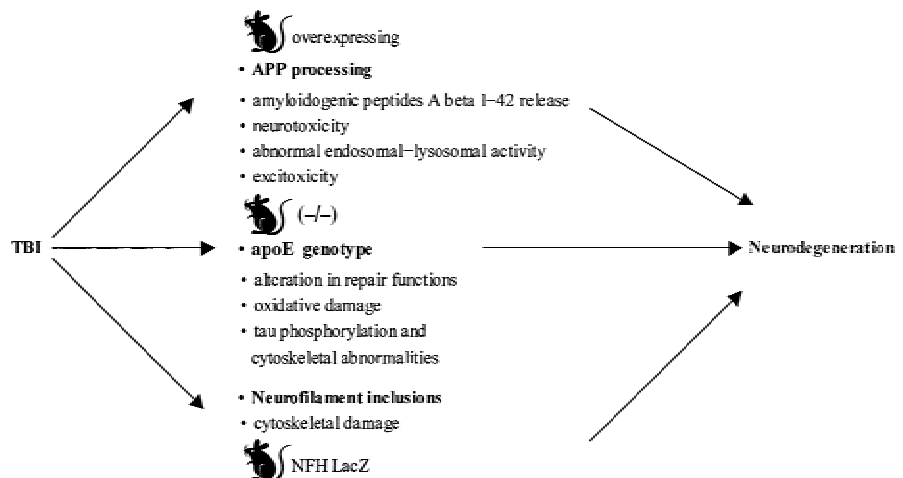 overexpressing
• APP processing
• amyloidogenic peptides A beta 1–42 release
• neurotoxicity
• abnormal endosomal–lysosomal activity
• excitoxicity
(–/–)
TBI
• apoE genotype
Neurodegeneration
• alteration in repair functions
• oxidative damage
• tau phosphorylation and
cytoskeletal abnormalities
• Neurofilament inclusions
• cytoskeletal damage
NFH LacZ